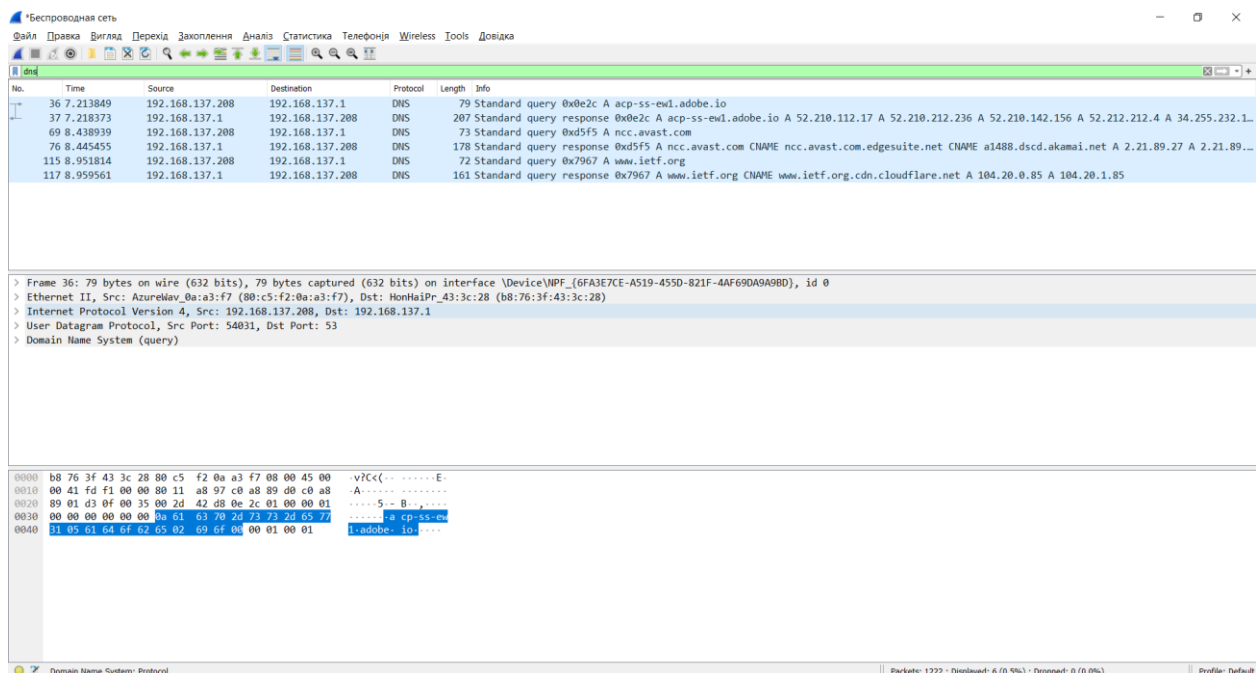 *Беспроводная сеть
Файл Правка Вигляд Перехід Захоплення Аналіз Статистика Телефонія Wireless Tools Довідка
dns
No. Time Source Destination Protocol Length Info
36 7.213849 192.168.137.208 192.168.137.1 DNS 79 Standard query 0x0e2c A acp-ss-ew1.adobe.io
37 7.218373 192.168.137.1 192.168.137.208 DNS 207 Standard query response 0x0e2c A acp-ss-ew1.adobe.io A 52.210.112.17 A 52.210.212.236 A 52.210.142.156 A 52.212.212.4 A 34.255.232.1…
69 8.438939 192.168.137.208 192.168.137.1 DNS 73 Standard query 0xd5f5 A ncc.avast.com
76 8.445455 192.168.137.1 192.168.137.208 DNS 178 Standard query response 0xd5f5 A ncc.avast.com CNAME ncc.avast.com.edgesuite.net CNAME a1488.dscd.akamai.net A 2.21.89.27 A 2.21.89.…
115 8.951814 192.168.137.208 192.168.137.1 DNS 72 Standard query 0x7967 A www.ietf.org
117 8.959561 192.168.137.1 192.168.137.208 DNS 161 Standard query response 0x7967 A www.ietf.org CNAME www.ietf.org.cdn.cloudflare.net A 104.20.0.85 A 104.20.1.85
> Frame 36: 79 bytes on wire (632 bits), 79 bytes captured (632 bits) on interface \Device\NPF_{6FA3E7CE-A519-455D-821F-4AF69DA9A9BD}, id 0
> Ethernet II, Src: AzureWav_0a:a3:f7 (80:c5:f2:0a:a3:f7), Dst: HonHaiPr_43:3c:28 (b8:76:3f:43:3c:28)
> Internet Protocol Version 4, Src: 192.168.137.208, Dst: 192.168.137.1
> User Datagram Protocol, Src Port: 54031, Dst Port: 53
> Domain Name System (query)
0000 b8 76 3f 43 3c 28 80 c5 f2 0a a3 f7 08 00 45 00 ·v?C<(·· ······E·
0010 00 41 fd f1 00 00 80 11 a8 97 c0 a8 89 d0 c0 a8 ·A······ ········
0020 89 01 d3 0f 00 35 00 2d 42 d8 0e 2c 01 00 00 01 ·····5·- B··,····
0030 00 00 00 00 00 00 0a 61 63 70 2d 73 73 2d 65 77 ·······a cp-ss-ew
0040 31 05 61 64 6f 62 65 02 69 6f 00 00 01 00 01 1·adobe· io·····
Domain Name System: Protocol Packets: 1222 · Displayed: 6 (0.5%) · Dropped: 0 (0.0%) Profile: Default